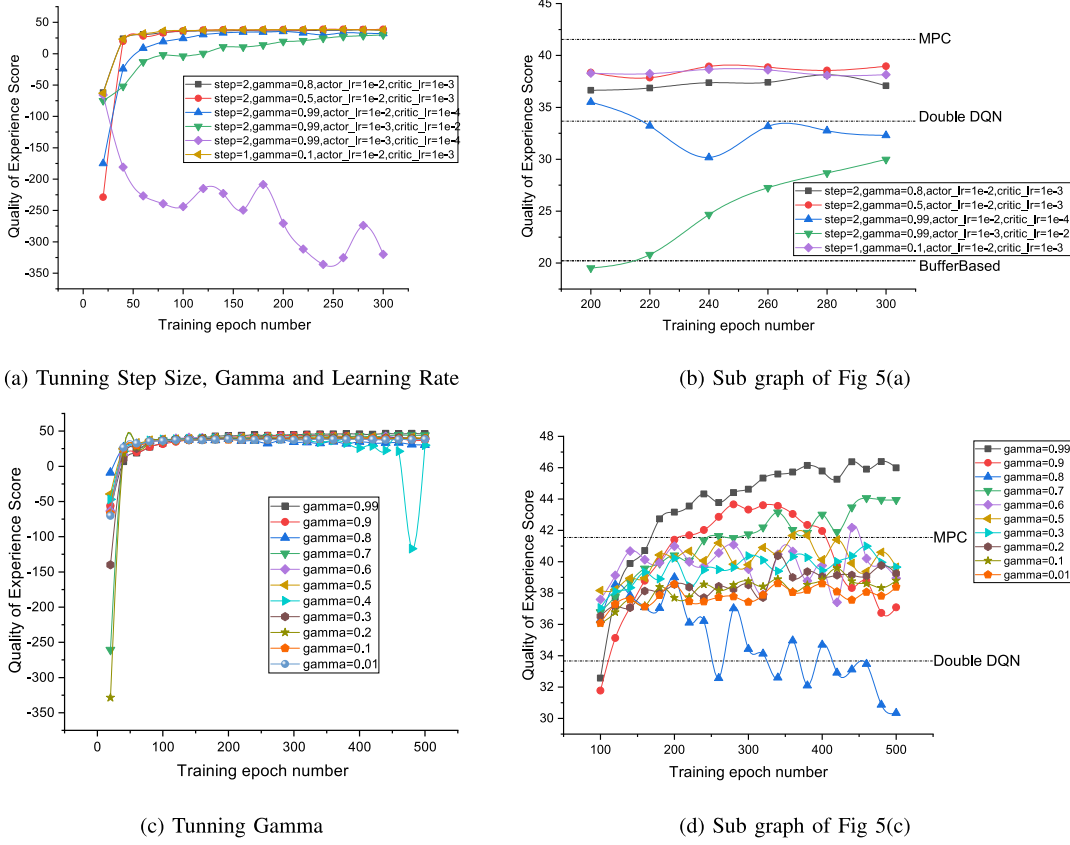 50
0
-50
-100
-150
-200
-250
-300
-350
Quality of Experience Score
step=2,gamma=0.8,actor_lr=1e-2,critic_lr=1e-3
step=2,gamma=0.5,actor_lr=1e-2,critic_lr=1e-3
step=2,gamma=0.99,actor_lr=1e-2,critic_lr=1e-4
step=2,gamma=0.99,actor_lr=1e-3,critic_lr=1e-2
step=2,gamma=0.99,actor_lr=1e-3,critic_lr=1e-4
step=1,gamma=0.1,actor_lr=1e-2,critic_lr=1e-3
0 50 100 150 200 250 300
Training epoch number
(a) Tunning Step Size, Gamma and Learning Rate
45
40
35
30
25
20
Quality of Experience Score
MPC
Double DQN
BufferBased
step=2,gamma=0.8,actor_lr=1e-2,critic_lr=1e-3
step=2,gamma=0.5,actor_lr=1e-2,critic_lr=1e-3
step=2,gamma=0.99,actor_lr=1e-2,critic_lr=1e-4
step=2,gamma=0.99,actor_lr=1e-3,critic_lr=1e-2
step=1,gamma=0.1,actor_lr=1e-2,critic_lr=1e-3
200 220 240 260 280 300
Training epoch number
(b) Sub graph of Fig 5(a)
50
0
-50
-100
-150
-200
-250
-300
-350
Quality of Experience Score
gamma=0.99
gamma=0.9
gamma=0.8
gamma=0.7
gamma=0.6
gamma=0.5
gamma=0.4
gamma=0.3
gamma=0.2
gamma=0.1
gamma=0.01
0 100 200 300 400 500
Training epoch number
(c) Tunning Gamma
48
46
44
42
40
38
36
34
32
30
Quality of Experience Score
MPC
Double DQN
gamma=0.99
gamma=0.9
gamma=0.8
gamma=0.7
gamma=0.6
gamma=0.5
gamma=0.3
gamma=0.2
gamma=0.1
gamma=0.01
100 200 300 400 500
Training epoch number
(d) Sub graph of Fig 5(c)